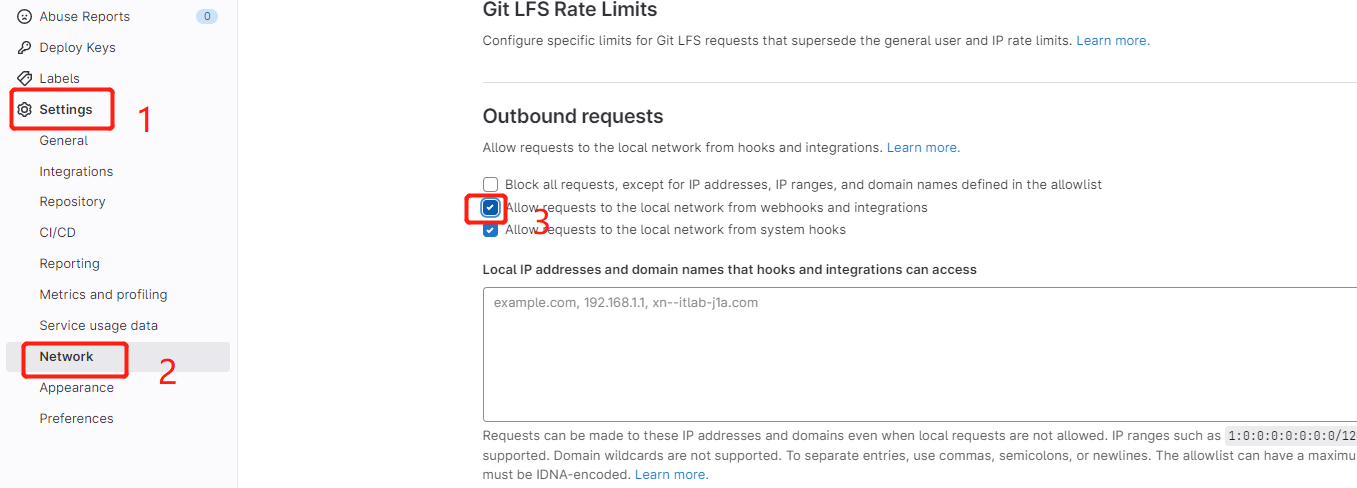 Abuse Reports 0
Deploy Keys
Labels
Settings 1
General
Integrations
Repository
CI/CD
Reporting
Metrics and profiling
Service usage data
Network 2
Appearance
Preferences
Git LFS Rate Limits
Configure specific limits for Git LFS requests that supersede the general user and IP rate limits. Learn more.
Outbound requests
Allow requests to the local network from hooks and integrations. Learn more.
Block all requests, except for IP addresses, IP ranges, and domain names defined in the allowlist
Allow requests to the local network from webhooks and integrations
3
Allow requests to the local network from system hooks
Local IP addresses and domain names that hooks and integrations can access
example.com, 192.168.1.1, xn--itlab-j1a.com
Requests can be made to these IP addresses and domains even when local requests are not allowed. IP ranges such as 1:0:0:0:0:0:0:0/12
supported. Domain wildcards are not supported. To separate entries, use commas, semicolons, or newlines. The allowlist can have a maximu
must be IDNA-encoded. Learn more.